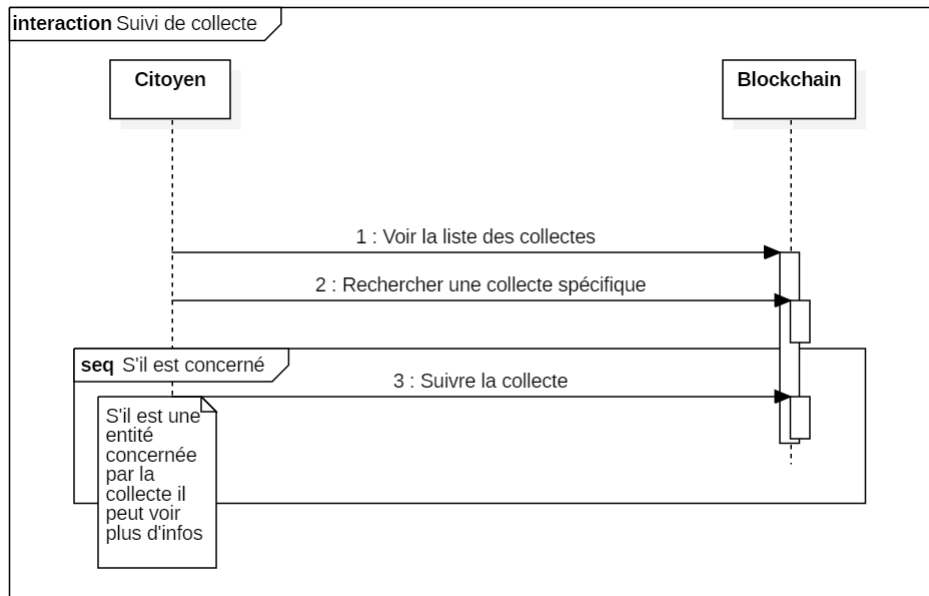 interaction Suivi de collecte
Citoyen
Blockchain
1 : Voir la liste des collectes
2 : Rechercher une collecte spécifique
seq S'il est concerné
3 : Suivre la collecte
S'il est une
entité
concernée
par la
collecte il
peut voir
plus d'infos